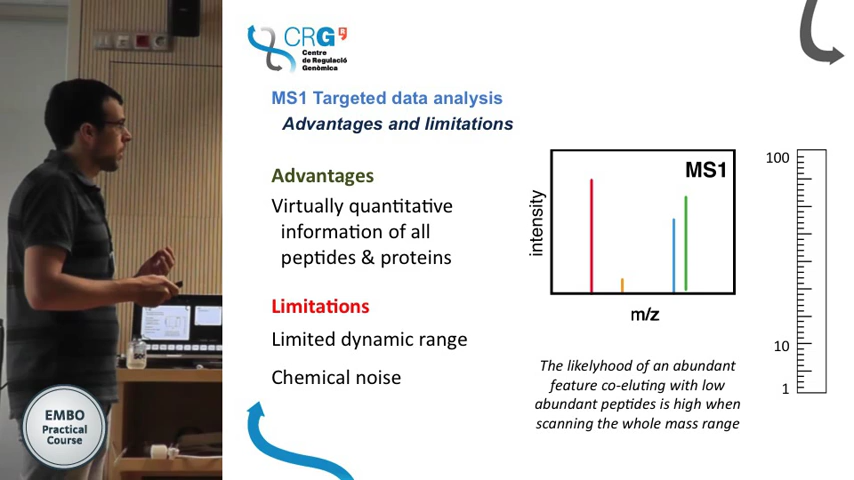 CRG
R
Centre
de Regulació
Genòmica
MS1 Targeted data analysis
Advantages and limitations
Advantages
Virtually quantitative
information of all
peptides & proteins
Limitations
Limited dynamic range
Chemical noise
MS1
intensity
m/z
100
10
1
The likelyhood of an abundant
feature co-eluting with low
abundant peptides is high when
scanning the whole mass range
EMBO
Practical
Course